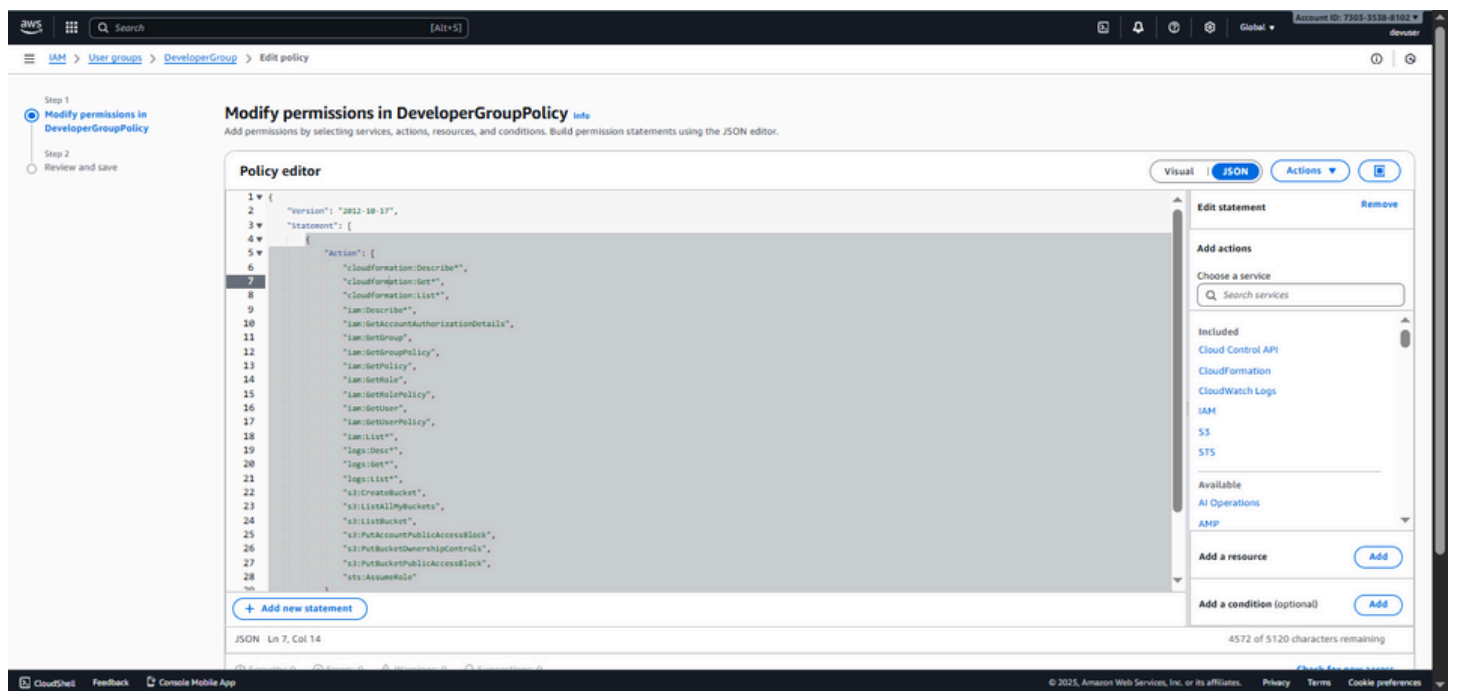 aws Search [Alt+S] Global Account ID: 7303-3538-8102
devuser
IAM > User groups > DeveloperGroup > Edit policy
Step 1
Modify permissions in
DeveloperGroupPolicy
Step 2
Review and save
Modify permissions in DeveloperGroupPolicy Info
Add permissions by selecting services, actions, resources, and conditions. Build permission statements using the JSON editor.
Policy editor
Visual JSON Actions
1 {
2 "Version": "2012-10-17",
3 "Statement": [
4 {
5 "Action": [
6 "cloudformation:Describe*",
7 "cloudformation:Get*",
8 "cloudformation:List*",
9 "iam:Describe*",
10 "iam:GetAccountAuthorizationDetails",
11 "iam:GetGroup",
12 "iam:GetGroupPolicy",
13 "iam:GetPolicy",
14 "iam:GetRole",
15 "iam:GetRolePolicy",
16 "iam:GetUser",
17 "iam:GetUserPolicy",
18 "iam:List*",
19 "logs:Desc*",
20 "logs:Get*",
21 "logs:List*",
22 "s3:CreateBucket",
23 "s3:ListAllMyBuckets",
24 "s3:ListBucket",
25 "s3:PutAccountPublicAccessBlock",
26 "s3:PutBucketOwnershipControls",
27 "s3:PutBucketPublicAccessBlock",
28 "sts:AssumeRole"
+ Add new statement
JSON Ln 7, Col 14
4572 of 5120 characters remaining
Edit statement
Remove
Add actions
Choose a service
Search services
Included
Cloud Control API
CloudFormation
CloudWatch Logs
IAM
S3
STS
Available
AI Operations
AMP
Add a resource
Add
Add a condition (optional)
Add
CloudShell Feedback Console Mobile App
© 2025, Amazon Web Services, Inc. or its affiliates. Privacy Terms Cookie preferences